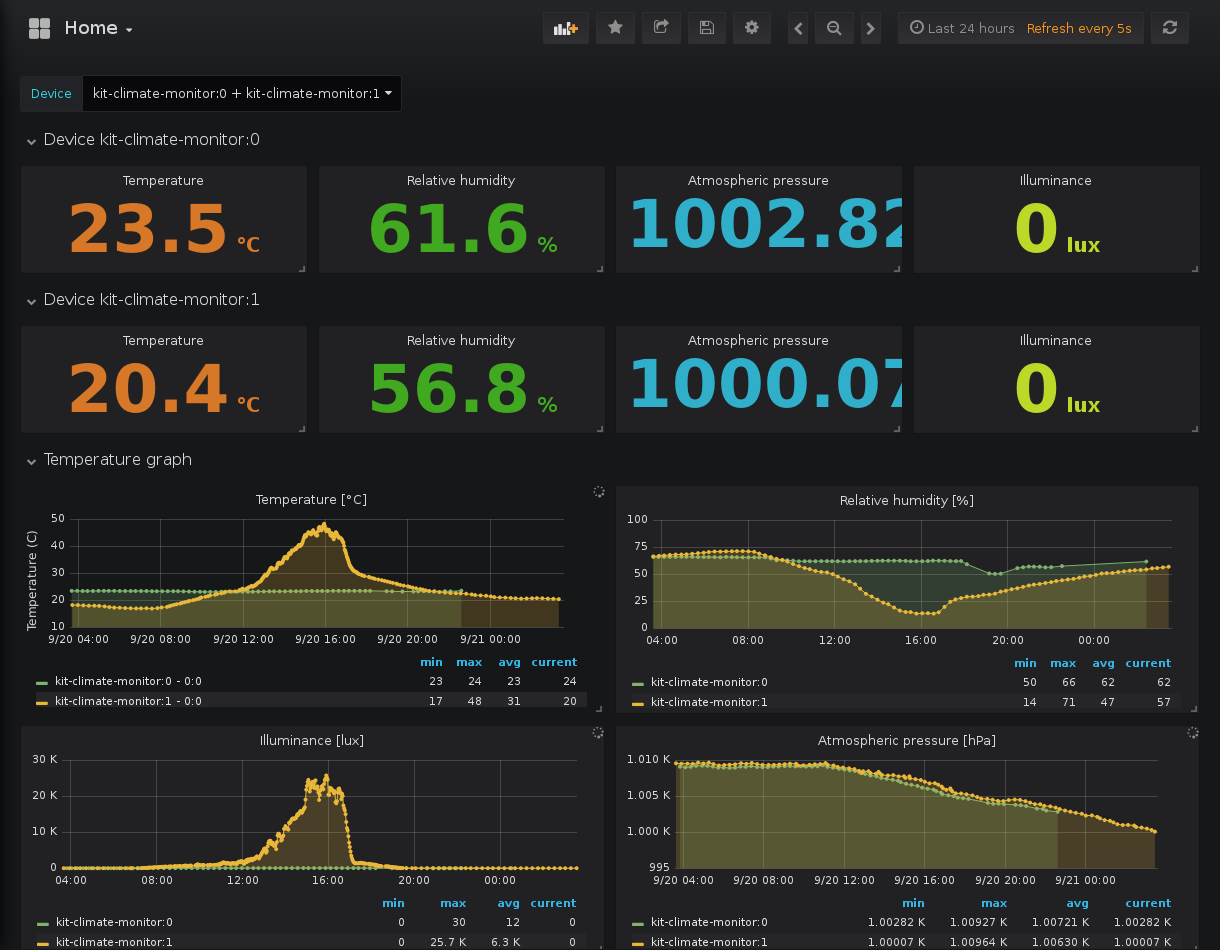 Home
Last 24 hours Refresh every 5s
Device kit-climate-monitor:0 + kit-climate-monitor:1
Device kit-climate-monitor:0
Temperature Relative humidity Atmospheric pressure Illuminance
23.5 °C 61.6 % 1002.82 0 lux
Device kit-climate-monitor:1
Temperature Relative humidity Atmospheric pressure Illuminance
20.4 °C 56.8 % 1000.07 0 lux
Temperature graph
Temperature [°C]
Temperature (C)
50
40
30
20
10
9/20 04:00 9/20 08:00 9/20 12:00 9/20 16:00 9/20 20:00 9/21 00:00
min max avg current
kit-climate-monitor:0 - 0:0 23 24 23 24
kit-climate-monitor:1 - 0:0 17 48 31 20
Relative humidity [%]
100
75
50
25
0
04:00 08:00 12:00 16:00 20:00 00:00
min max avg current
kit-climate-monitor:0 50 66 62 62
kit-climate-monitor:1 14 71 47 57
Illuminance [lux]
30 K
20 K
10 K
0
04:00 08:00 12:00 16:00 20:00 00:00
min max avg current
kit-climate-monitor:0 0 30 12 0
kit-climate-monitor:1 0 25.7 K 6.3 K 0
Atmospheric pressure [hPa]
1.010 K
1.005 K
1.000 K
995
9/20 04:00 9/20 08:00 9/20 12:00 9/20 16:00 9/20 20:00 9/21 00:00
min max avg current
kit-climate-monitor:0 1.00282 K 1.00927 K 1.00721 K 1.00282 K
kit-climate-monitor:1 1.00007 K 1.00964 K 1.00630 K 1.00007 K